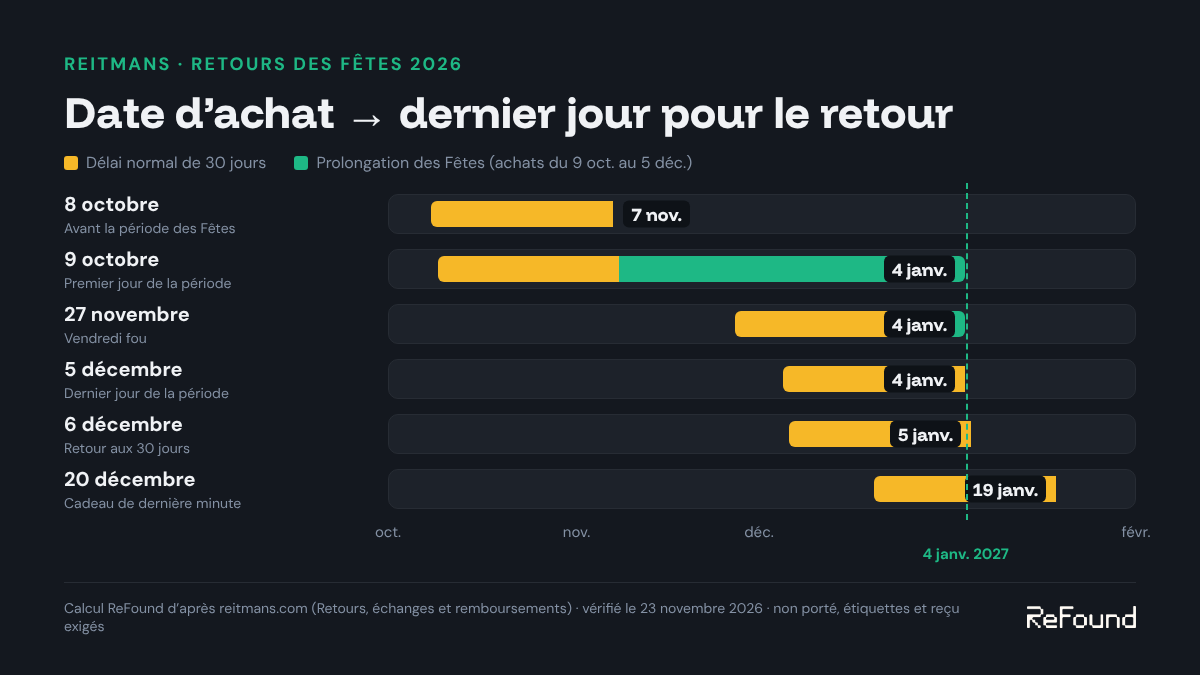 REITMANS · RETOURS DES FÊTES 2026
Date d’achat → dernier jour pour le retour
Délai normal de 30 jours
Prolongation des Fêtes (achats du 9 oct. au 5 déc.)
8 octobre
Avant la période des Fêtes
7 nov.
9 octobre
Premier jour de la période
4 janv.
27 novembre
Vendredi fou
4 janv.
5 décembre
Dernier jour de la période
4 janv.
6 décembre
Retour aux 30 jours
5 janv.
20 décembre
Cadeau de dernière minute
19 janv.
oct.
nov.
déc.
févr.
4 janv. 2027
Calcul ReFound d’après reitmans.com (Retours, échanges et remboursements) · vérifié le 23 novembre 2026 · non porté, étiquettes et reçu
exigés
ReFound